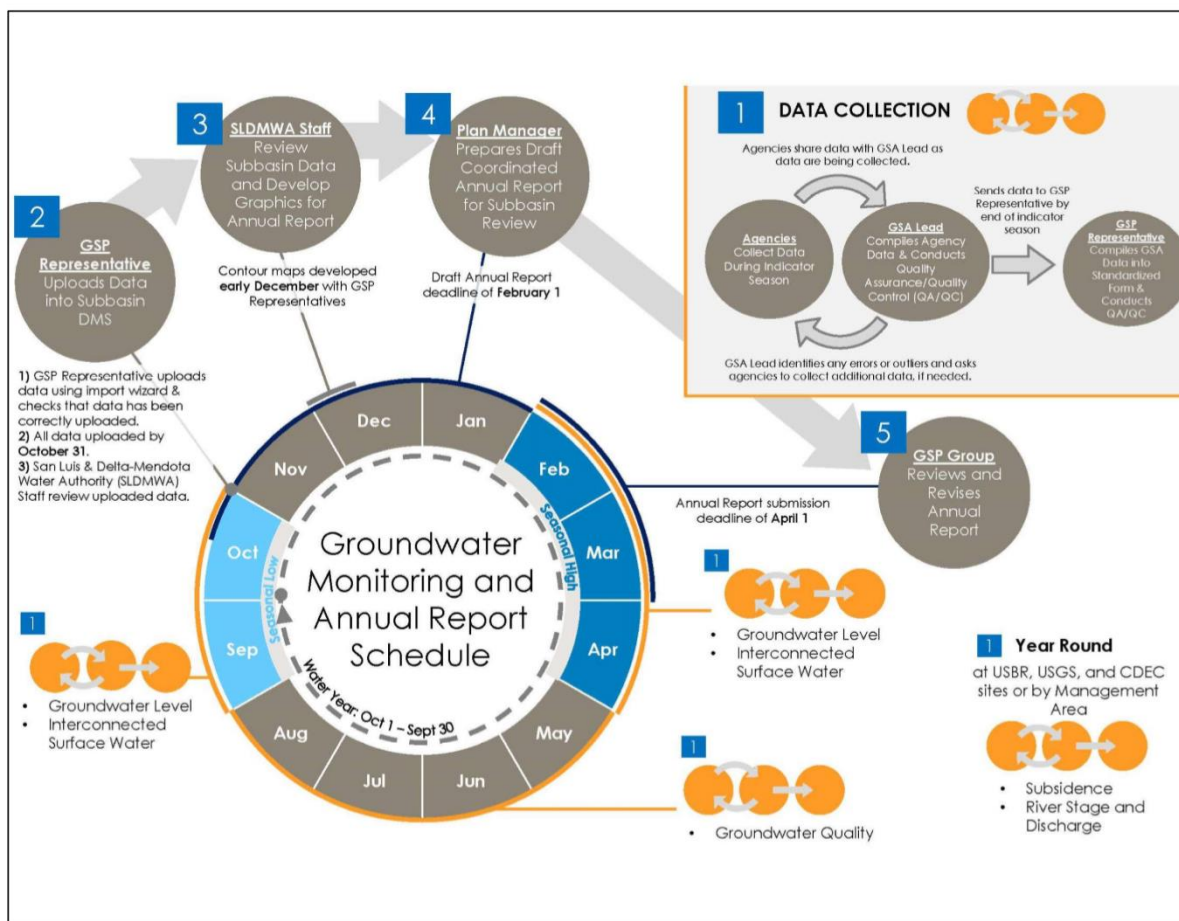 1
DATA COLLECTION
Agencies share data with GSA Lead as
data are being collected.
Agencies
Collect Data
During Indicator
Season
GSA Lead
Compiles Agency
Data & Conducts
Quality
Assurance/Quality
Control (QA/QC)
Sends data to GSP
Representative by
end of indicator
season
GSP
Representative
Compiles GSA
Data into
Standardized
Form &
Conducts
QA/QC
GSA Lead identifies any errors or outliers and asks
agencies to collect additional data, if needed.
2
GSP
Representative
Uploads Data
into Subbasin
DMS
1) GSP Representative uploads
data using import wizard &
checks that data has been
correctly uploaded.
2) All data uploaded by
October 31.
3) San Luis & Delta-Mendota
Water Authority (SLDMWA)
Staff review uploaded data.
3
SLDMWA Staff
Review
Subbasin Data
and Develop
Graphics for
Annual Report
Contour maps developed
early December with GSP
Representatives
4
Plan Manager
Prepares Draft
Coordinated
Annual Report
for Subbasin
Review
Draft Annual Report
deadline of February 1
5
GSP Group
Reviews and
Revises
Annual
Report
Annual Report submission
deadline of April 1
Dec
Jan
Nov
Feb
Oct
Mar
Sep
Apr
Aug
May
Jul
Jun
Seasonal Low
Seasonal High
Groundwater
Monitoring and
Annual Report
Schedule
Water Year: Oct 1 – Sept 30
1
• Groundwater Level
• Interconnected
Surface Water
1
• Groundwater Level
• Interconnected
Surface Water
1
• Groundwater Quality
1
Year Round
at USBR, USGS, and CDEC
sites or by Management
Area
• Subsidence
• River Stage and
Discharge